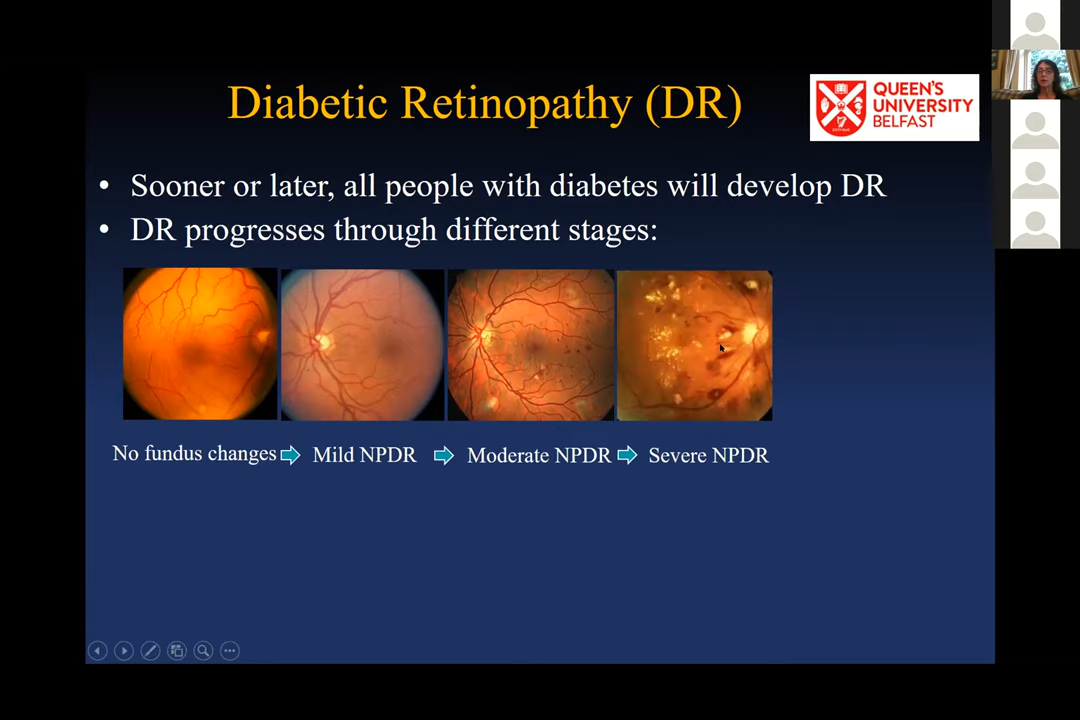 Diabetic Retinopathy (DR)
QUEEN'S
UNIVERSITY
BELFAST
• Sooner or later, all people with diabetes will develop DR
• DR progresses through different stages:
No fundus changes
Mild NPDR
Moderate NPDR
Severe NPDR